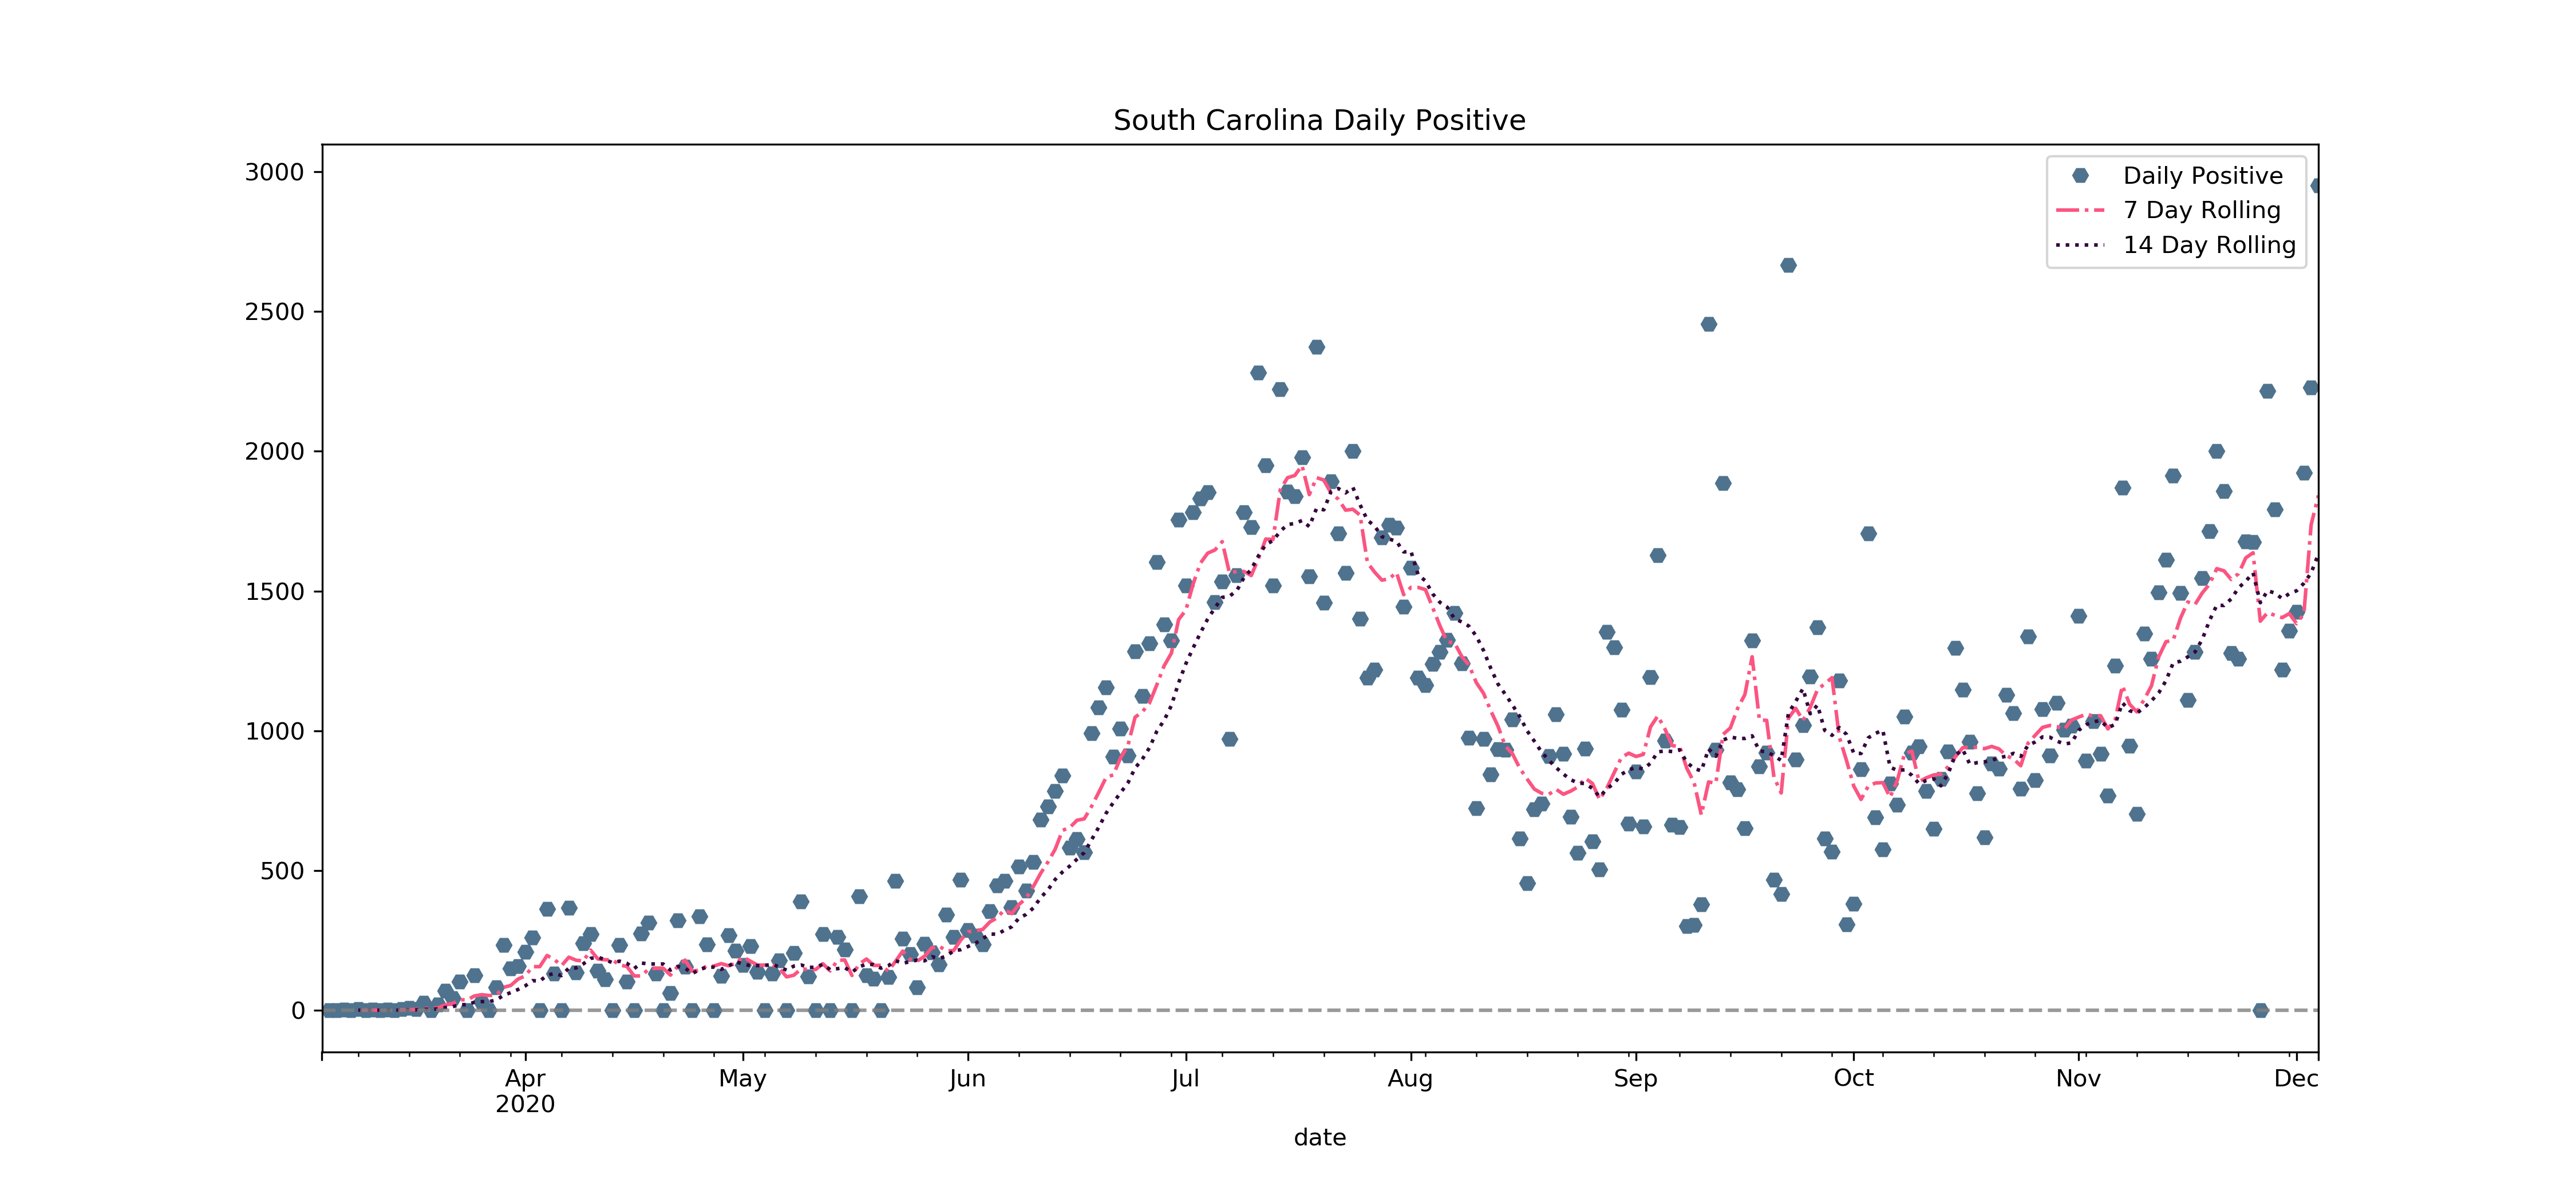 South Carolina Daily Positive
3000
2500
2000
1500
1000
500
0
Daily Positive
7 Day Rolling
14 Day Rolling
Apr
2020
May
Jun
Jul
Aug
Sep
Oct
Nov
Dec
date